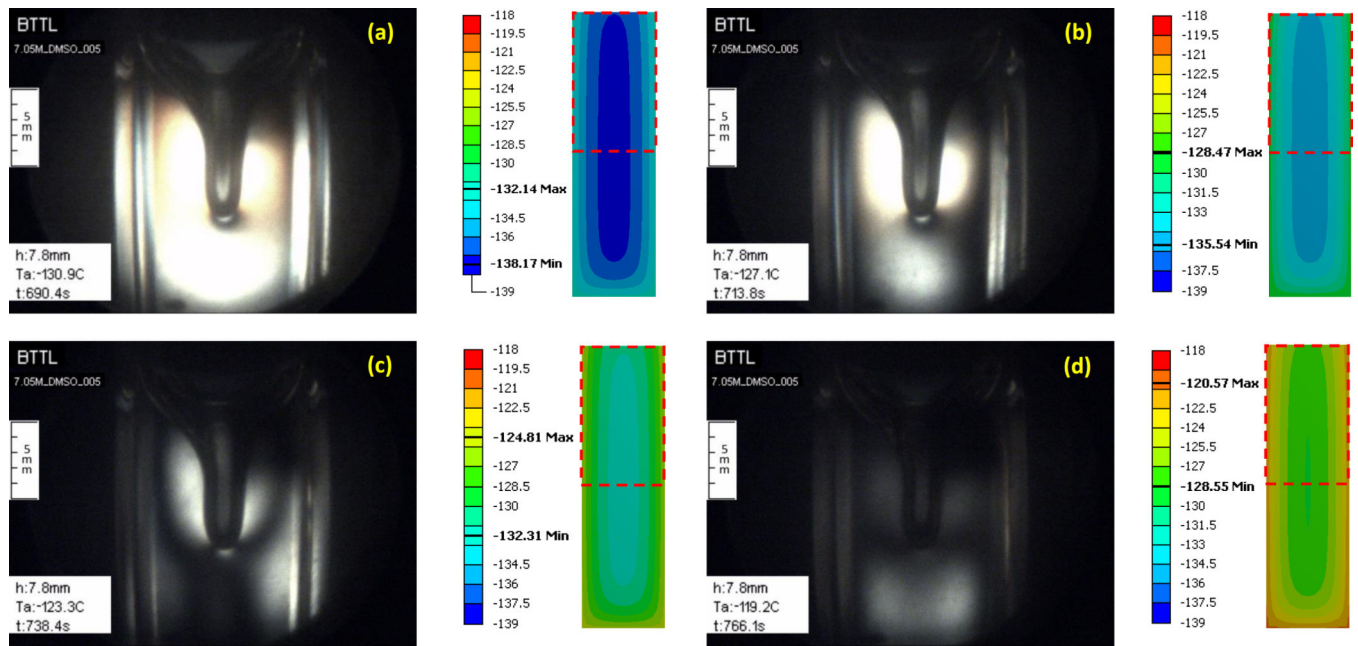 BTTL
7.05M_DMSO_005
(a)
5
m
m
h:7.8mm
Ta:-130.9C
t:690.4s
-118
-119.5
-121
-122.5
-124
-125.5
-127
-128.5
-130
-132.14 Max
-134.5
-136
-138.17 Min
-139
BTTL
7.05M_DMSO_005
(b)
5
m
m
h:7.8mm
Ta:-127.1C
t:713.8s
-118
-119.5
-121
-122.5
-124
-125.5
-127
-128.47 Max
-130
-131.5
-133
-135.54 Min
-137.5
-139
BTTL
7.05M_DMSO_005
(c)
5
m
m
h:7.8mm
Ta:-123.3C
t:738.4s
-118
-119.5
-121
-122.5
-124.81 Max
-127
-128.5
-130
-132.31 Min
-134.5
-136
-137.5
-139
BTTL
7.05M_DMSO_005
(d)
5
m
m
h:7.8mm
Ta:-119.2C
t:766.1s
-118
-120.57 Max
-122.5
-124
-125.5
-127
-128.55 Min
-130
-131.5
-133
-134.5
-136
-137.5
-139